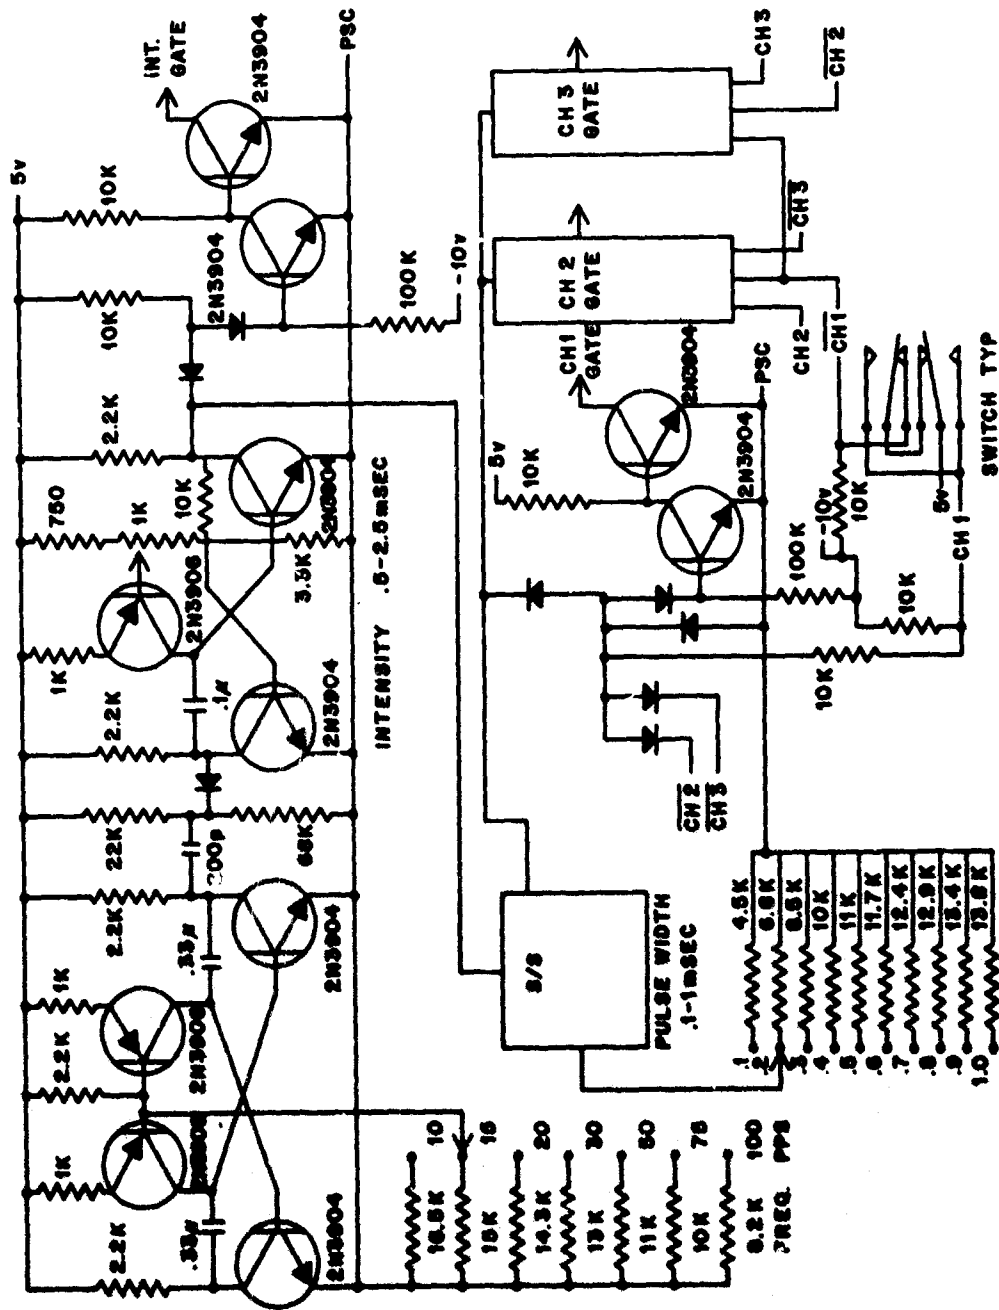 5v
PSC
INT.
GATE
2N3904
10K
2N3904
10K
100K
-10v
2.2K
750
1K
10K
2N3904
3.3K
2N3906
1K
.1µ
2.2K
2N3904
INTENSITY .5-2.5mSEC
22K
200p
68K
2.2K
.33µ
2N3904
1K
2.2K
2N3906
1K
2N3906
2.2K
.33µ
2N3904
CH 3
GATE
CH3
CH2
CH 2
GATE
CH3
CH2
CH1
CH1
GATE
2N3904
PSC
2N3904
5v
10K
100K
-10v
10K
10K
10K
5v
CH 1
SWITCH TYP
CH2
CH3
S/S
PULSE WIDTH
.1-1mSEC
.1 4.5K
.2 6.8K
.3 8.5K
.4 10K
.5 11K
.6 11.7K
.7 12.4K
.8 12.9K
.9 13.4K
1.0 13.8K
16.5K 10
15K 15
14.3K 20
13K 30
11K 50
10K 75
8.2K 100
FREQ. PPS